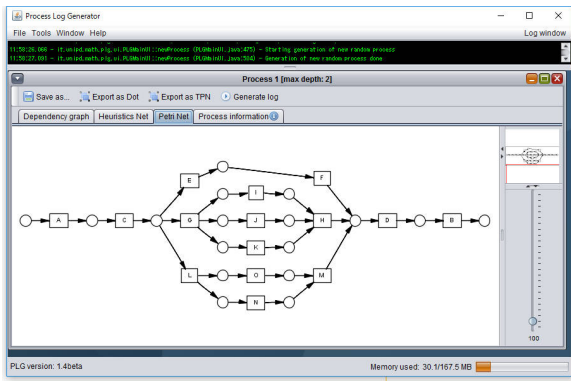 Process Log Generator
File Tools Window Help
Log window
11:58:26.066 - it.unipd.math.plg.ui.PLGMainUI::newProcess (PLGMainUI.java:475) - Starting generation of new random process
11:58:27.091 - it.unipd.math.plg.ui.PLGMainUI::newProcess (PLGMainUI.java:504) - Generation of new random process done
Process 1 [max depth: 2]
Save as... Export as Dot Export as TPN Generate log
Dependency graph Heuristics Net Petri Net Process information
E F
I
A C G J H D B
K
L O M
N
100
PLG version: 1.4beta
Memory used: 30.1/167.5 MB